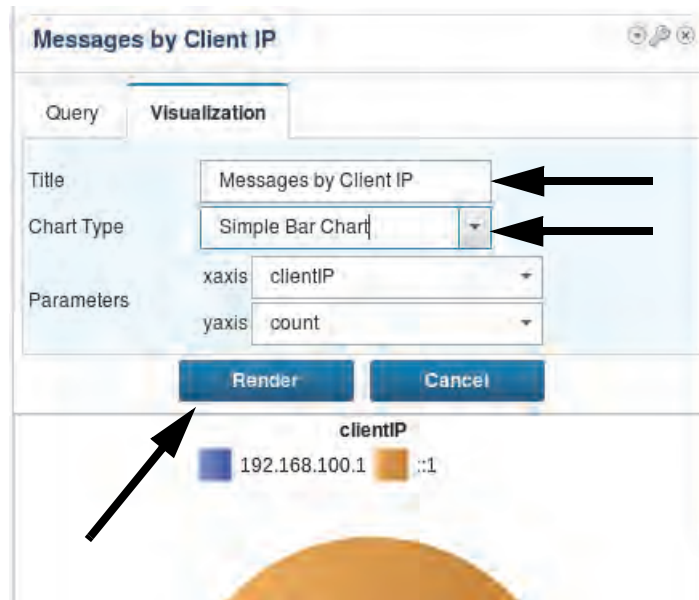 Messages by Client IP
Query Visualization
Title Messages by Client IP
Chart Type Simple Bar Chart
xaxis clientIP
Parameters
yaxis count
Render Cancel
clientIP
192.168.100.1 ::1